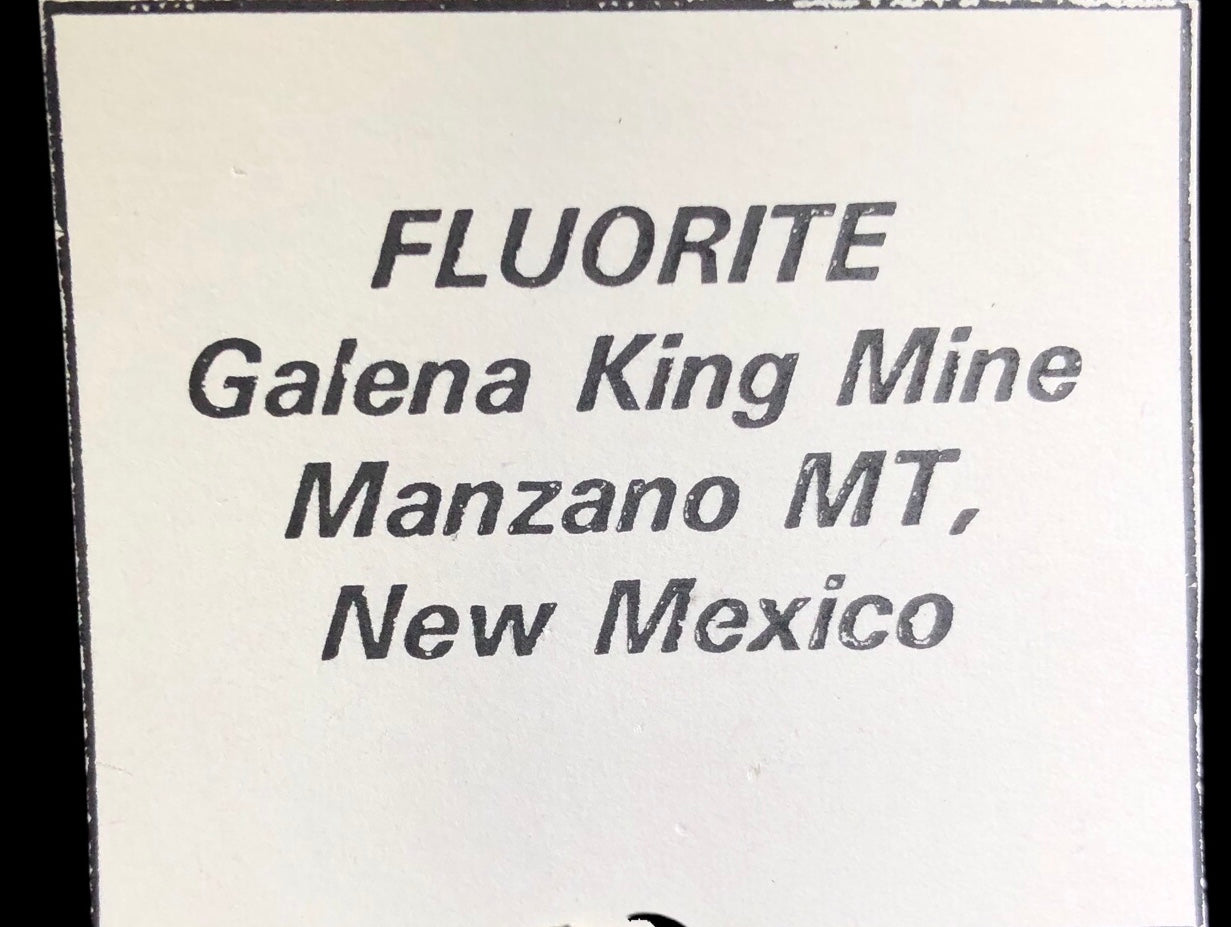 FLUORITE
Galena King Mine
Manzano MT,
New Mexico